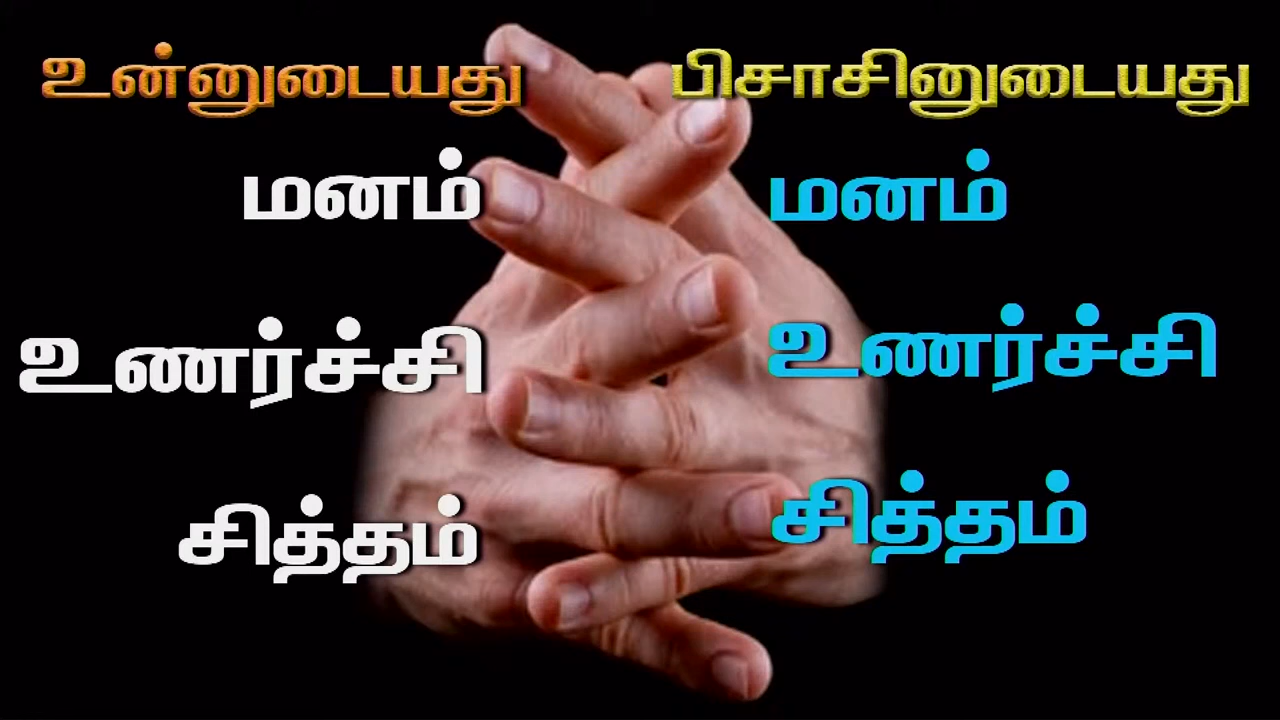 உன்னுடையது
பிசாசினுடையது
மனம்
மனம்
உணர்ச்சி
உணர்ச்சி
சித்தம்
சித்தம்